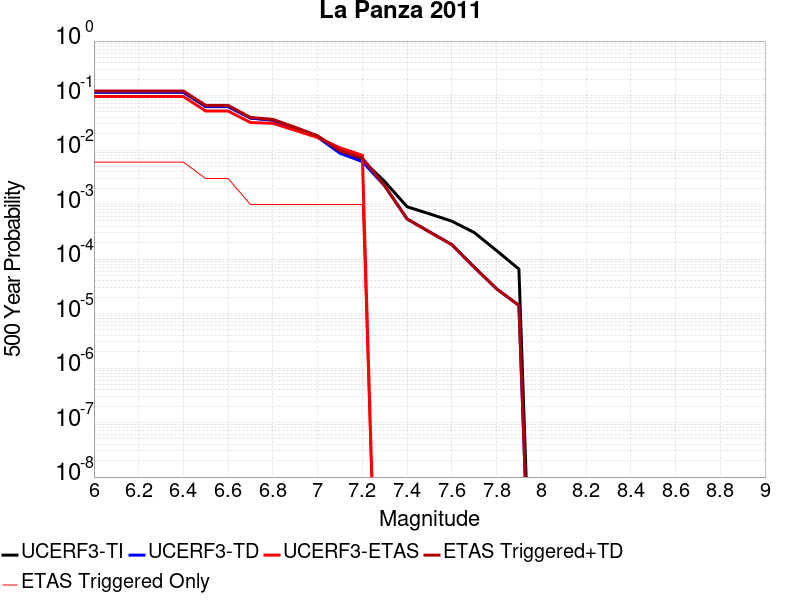 La Panza 2011
10^0
10^-1
10^-2
10^-3
10^-4
10^-5
10^-6
10^-7
10^-8
500 Year Probability
6 6.2 6.4 6.6 6.8 7 7.2 7.4 7.6 7.8 8 8.2 8.4 8.6 8.8 9
Magnitude
UCERF3-TI UCERF3-TD UCERF3-ETAS ETAS Triggered+TD
ETAS Triggered Only